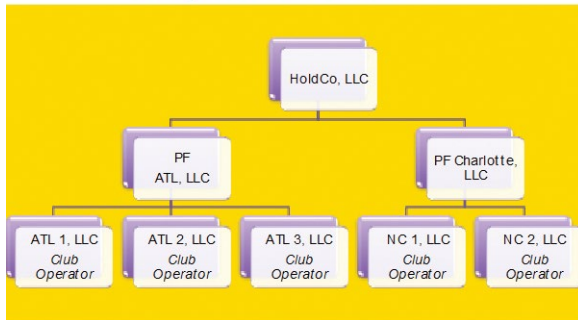 HoldCo, LLC
PF
ATL, LLC
PF Charlotte,
LLC
ATL 1, LLC
Club
Operator
ATL 2, LLC
Club
Operator
ATL 3, LLC
Club
Operator
NC 1, LLC
Club
Operator
NC 2, LLC
Club
Operator